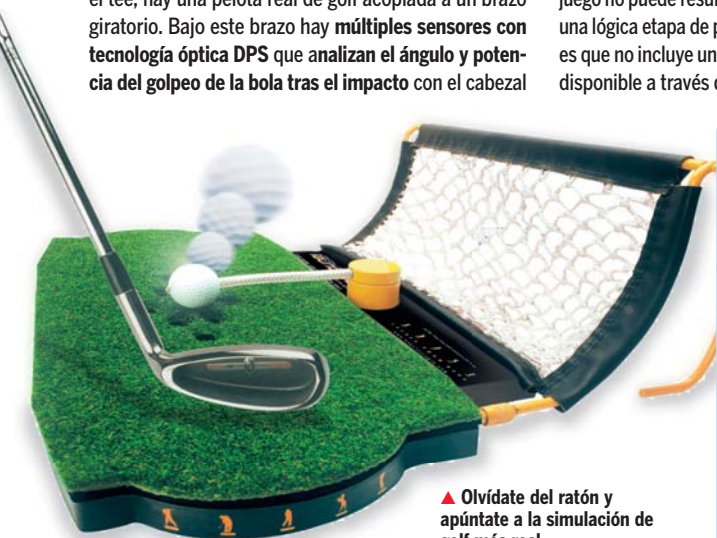 giratorio. Bajo este brazo hay múltiples sensores con
tecnología óptica DPS que analizan el ángulo y poten-
cia del golpeo de la bola tras el impacto con el cabezal
una lógica etapa de
es que no incluye un
disponible a través
▲ Olvídate del ratón y
apúntate a la simulación de